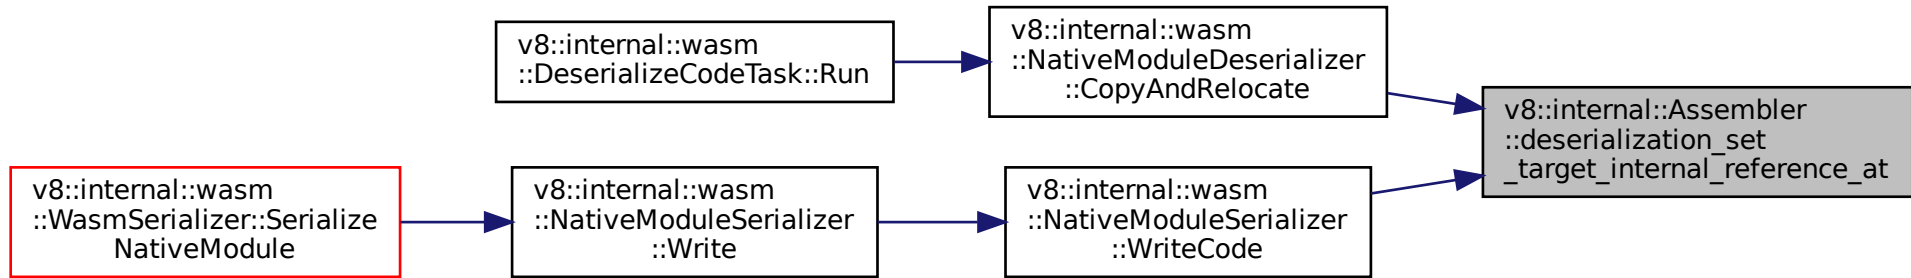 v8::internal::wasm
::DeserializeCodeTask::Run
v8::internal::wasm
::NativeModuleDeserializer
::CopyAndRelocate
v8::internal::Assembler
::deserialization_set
_target_internal_reference_at
v8::internal::wasm
::WasmSerializer::Serialize
NativeModule
v8::internal::wasm
::NativeModuleSerializer
::Write
v8::internal::wasm
::NativeModuleSerializer
::WriteCode